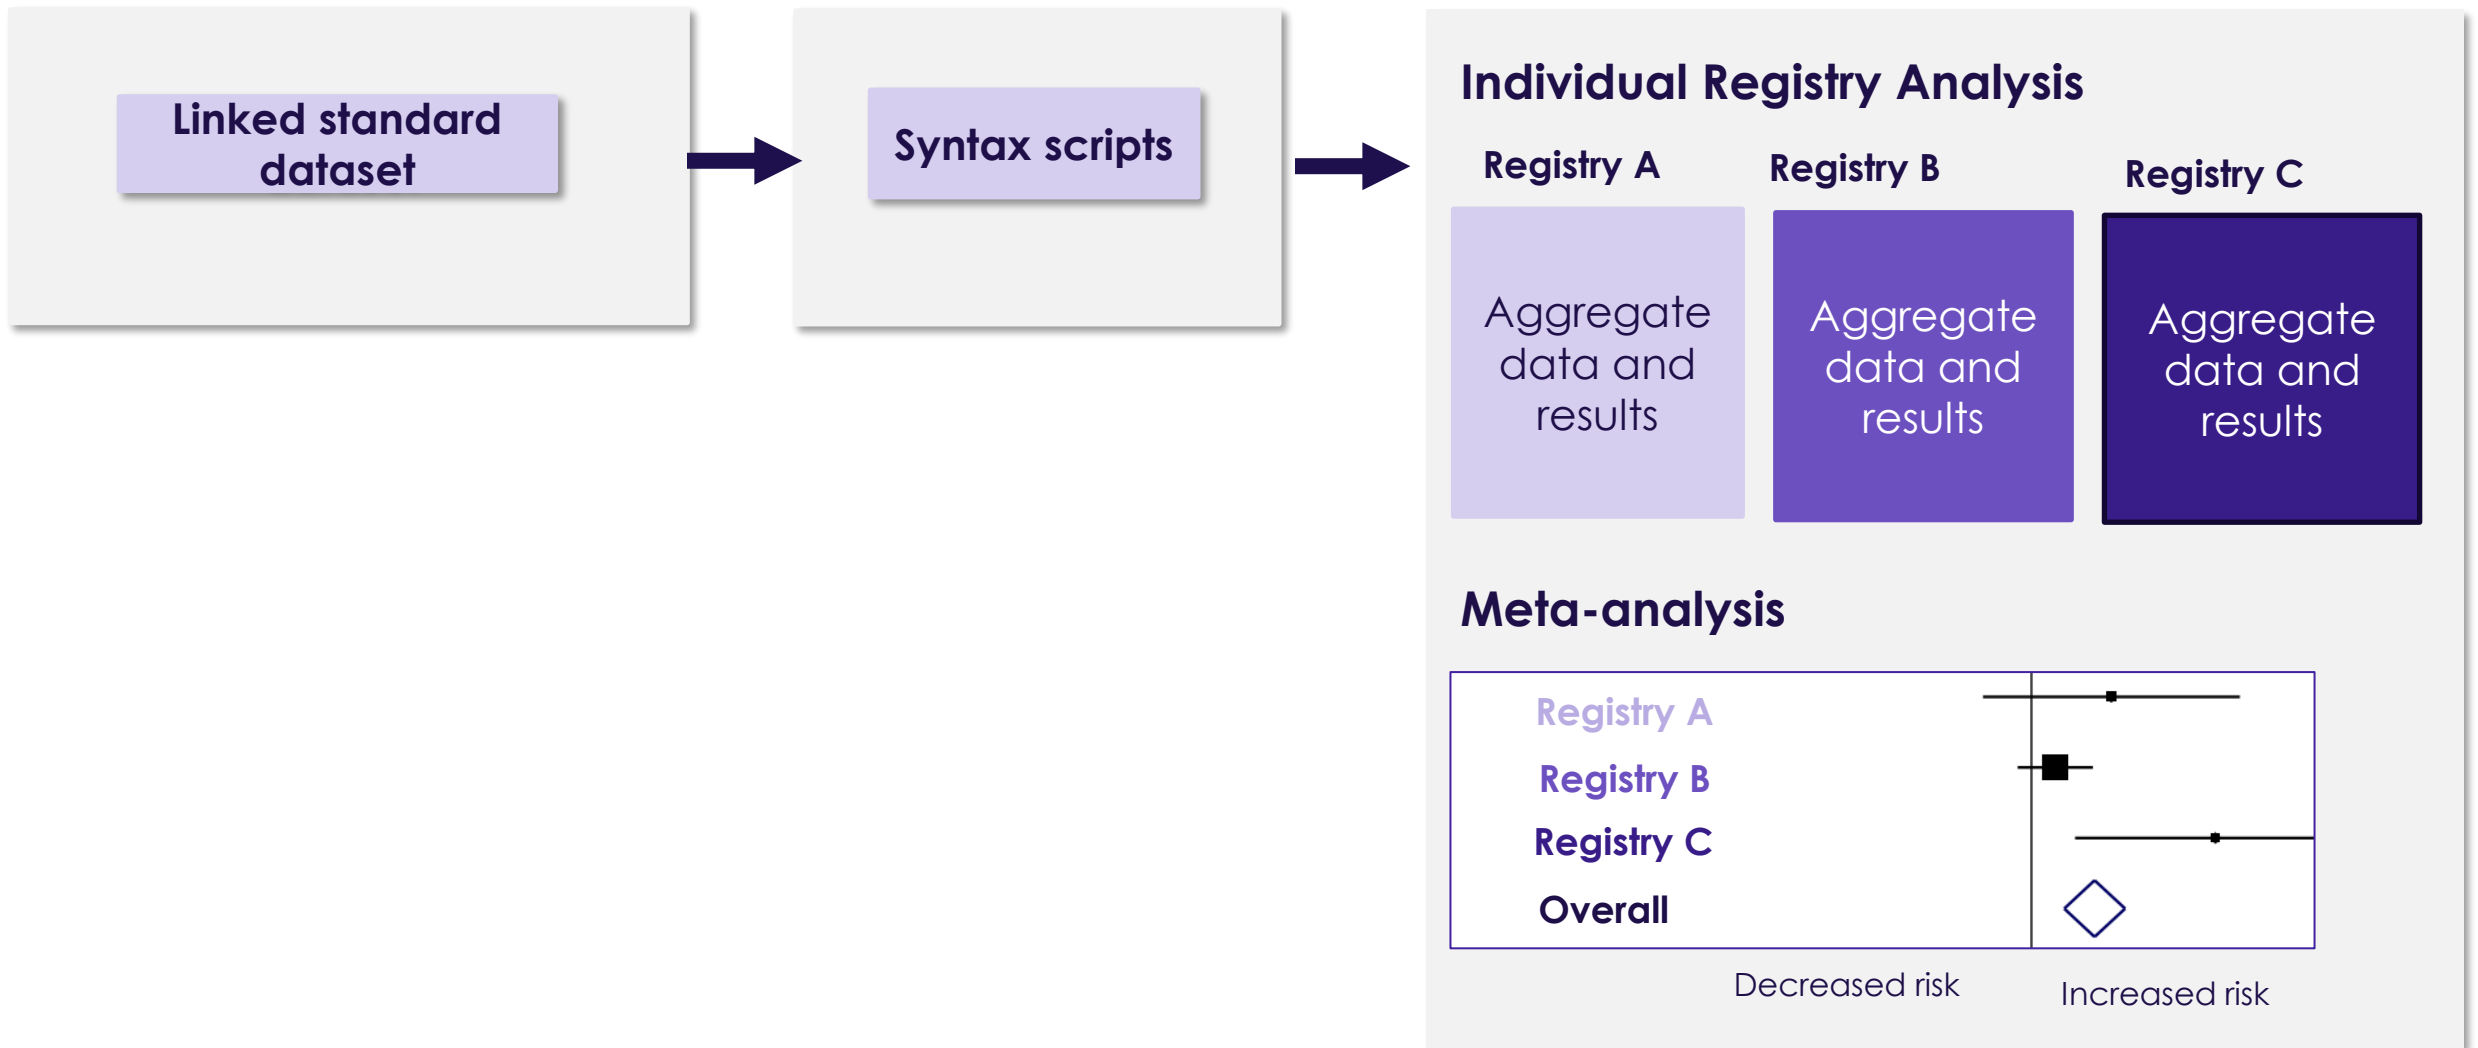 Linked standard
dataset
Syntax scripts
Individual Registry Analysis
Registry A
Registry B
Registry C
Aggregate
data and
results
Aggregate
data and
results
Aggregate
data and
results
Meta-analysis
Registry A
Registry B
Registry C
Overall
Decreased risk
Increased risk